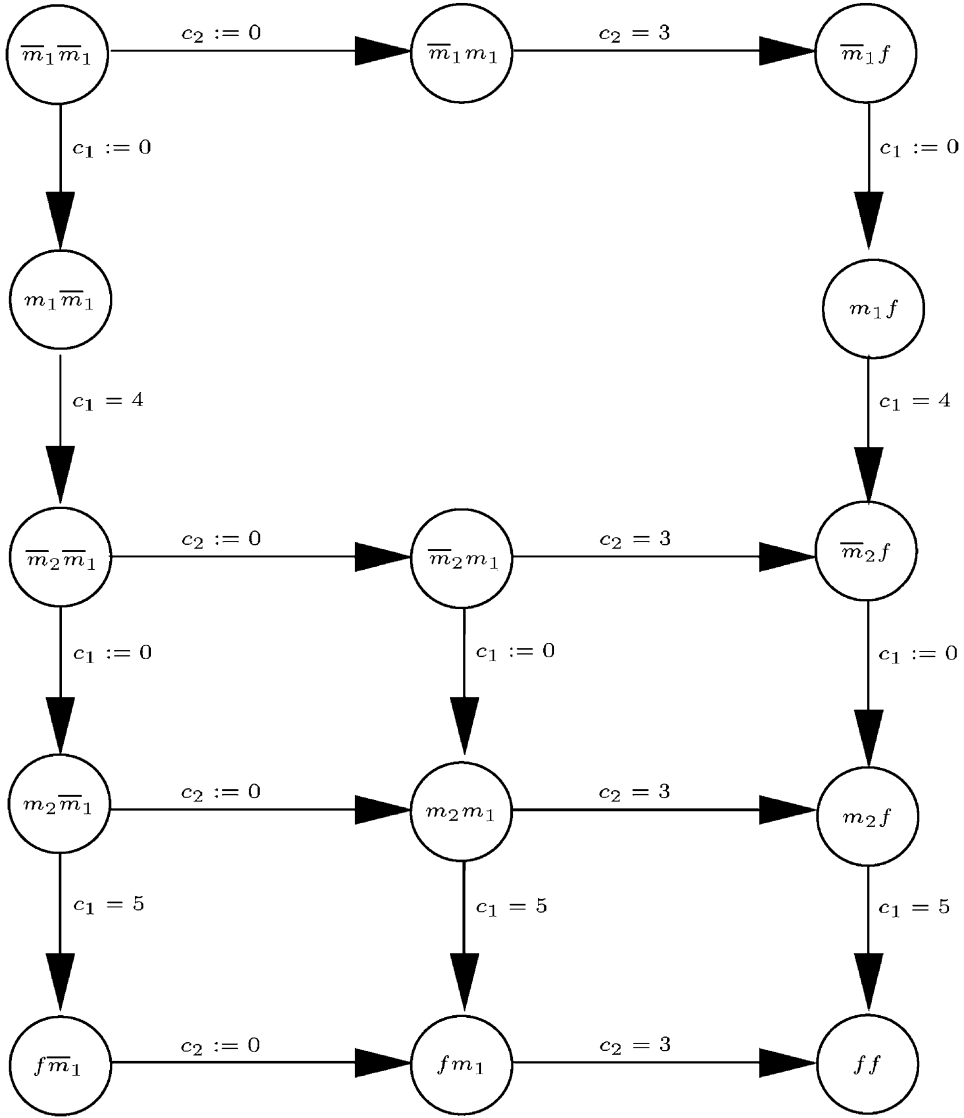 m̅₁m̅₁ c₂ := 0 m̅₁m₁ c₂ = 3 m̅₁f
c₁ := 0 c₁ := 0
m₁m̅₁ m₁f
c₁ = 4 c₁ = 4
m̅₂m̅₁ c₂ := 0 m̅₂m₁ c₂ = 3 m̅₂f
c₁ := 0 c₁ := 0 c₁ := 0
m₂m̅₁ c₂ := 0 m₂m₁ c₂ = 3 m₂f
c₁ = 5 c₁ = 5 c₁ = 5
fm̅₁ c₂ := 0 fm₁ c₂ = 3 ff